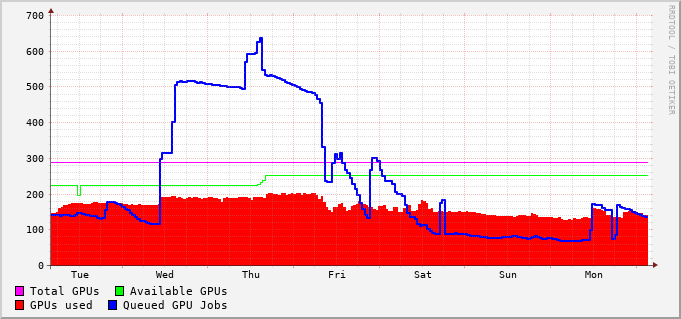 700
600
500
400
300
200
100
0
Tue Wed Thu Fri Sat Sun Mon
Total GPUs Available GPUs
GPUs used Queued GPU Jobs
RRDTOOL / TOBI OETIKER